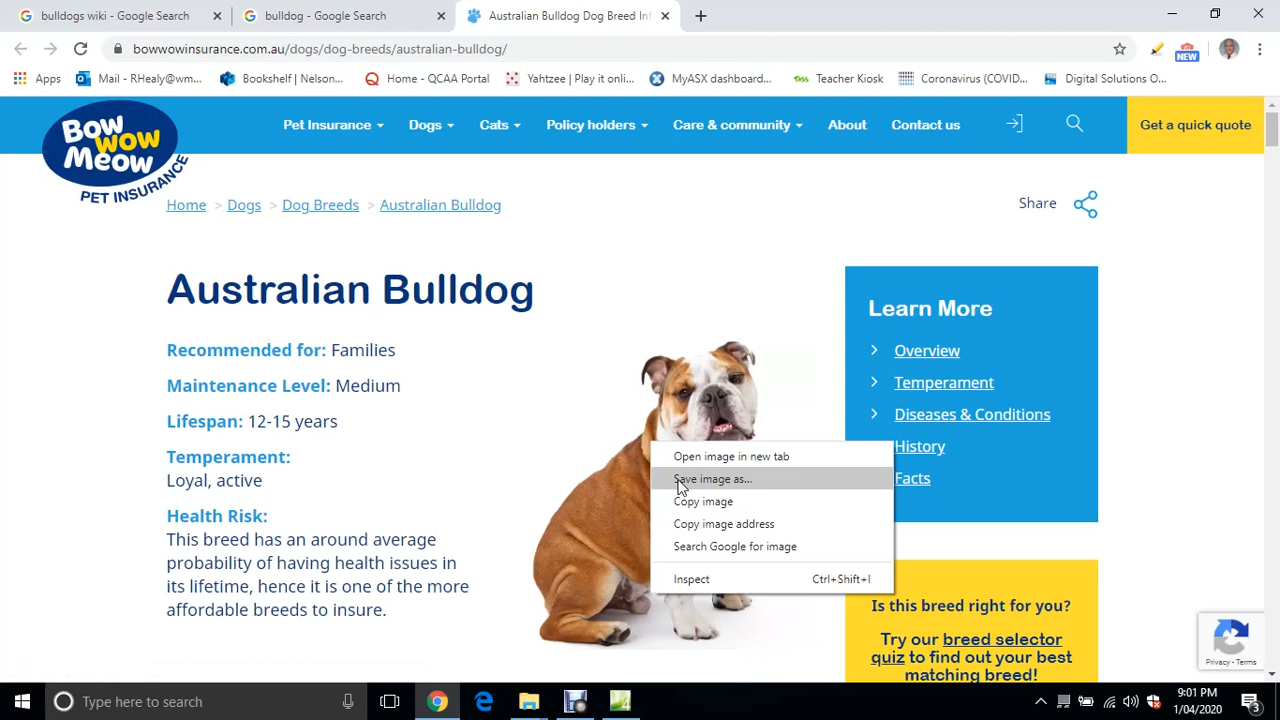 bulldogs wiki - Google Search
bulldog - Google Search
Australian Bulldog Dog Breed Inf
bowwowinsurance.com.au/dogs/dog-breeds/australian-bulldog/
NEW
Apps
Mail - RHealy@wm...
Bookshelf | Nelson...
Home - QCAA Portal
Yahtzee | Play it onli...
MyASX dashboard...
Tess Teacher Kiosk
Coronavirus (COVID...
Digital Solutions O...
Bow
wow
Meow
PET INSURANCE
Pet Insurance
Dogs
Cats
Policy holders
Care & community
About
Contact us
Get a quick quote
Home > Dogs > Dog Breeds > Australian Bulldog
Share
Australian Bulldog
Recommended for: Families
Maintenance Level: Medium
Lifespan: 12-15 years
Temperament:
Loyal, active
Health Risk:
This breed has an around average
probability of having health issues in
its lifetime, hence it is one of the more
affordable breeds to insure.
Open image in new tab
Save image as...
Copy image
Copy image address
Search Google for image
Inspect Ctrl+Shift+I
Learn More
Overview
Temperament
Diseases & Conditions
History
Facts
Is this breed right for you?
Try our breed selector
quiz to find out your best
matching breed!
Privacy - Terms
Type here to search
9:01 PM
1/04/2020
3